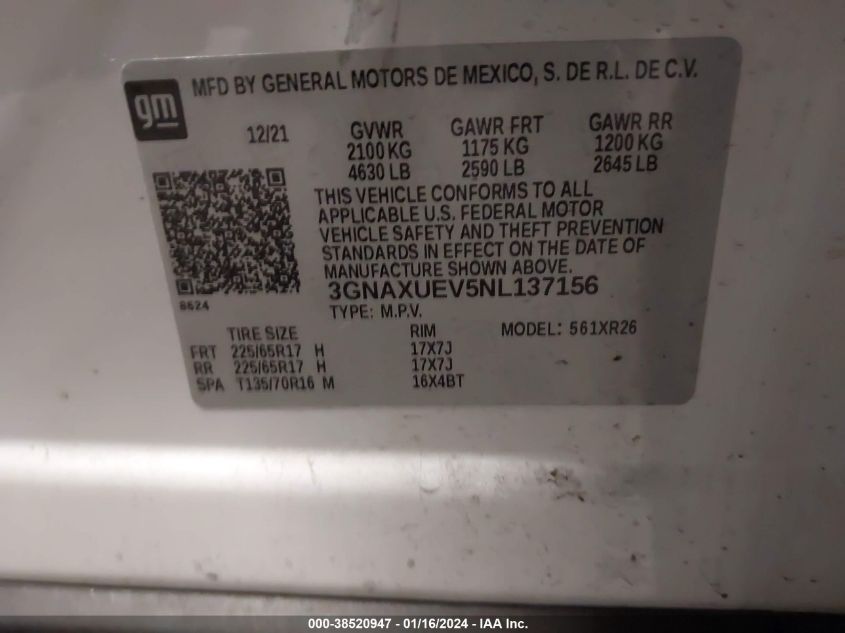 gm
MFD BY GENERAL MOTORS DE MEXICO, S. DE R.L. DE C.V.
12/21 GVWR GAWR FRT GAWR RR
2100 KG 1175 KG 1200 KG
4630 LB 2590 LB 2645 LB
THIS VEHICLE CONFORMS TO ALL
APPLICABLE U.S. FEDERAL MOTOR
VEHICLE SAFETY AND THEFT PREVENTION
STANDARDS IN EFFECT ON THE DATE OF
MANUFACTURE SHOWN ABOVE.
3GNAXUEV5NL137156
8624
TYPE: M.P.V.
TIRE SIZE RIM MODEL: 561XR26
FRT 225/65R17 H 17X7J
RR 225/65R17 H 17X7J
SPA T135/70R16 M 16X4BT
000-38520947 - 01/16/2024 - IAA Inc.